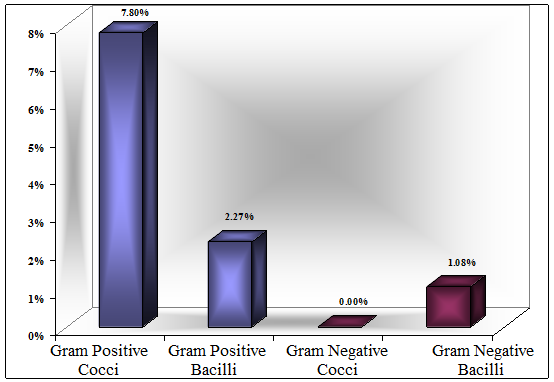 7.80%
8%
7%
6%
5%
4%
3%
2%
1%
0%
2.27%
0.00%
1.08%
Gram Positive
Cocci
Gram Positive
Bacilli
Gram Negative
Cocci
Gram Negative
Bacilli